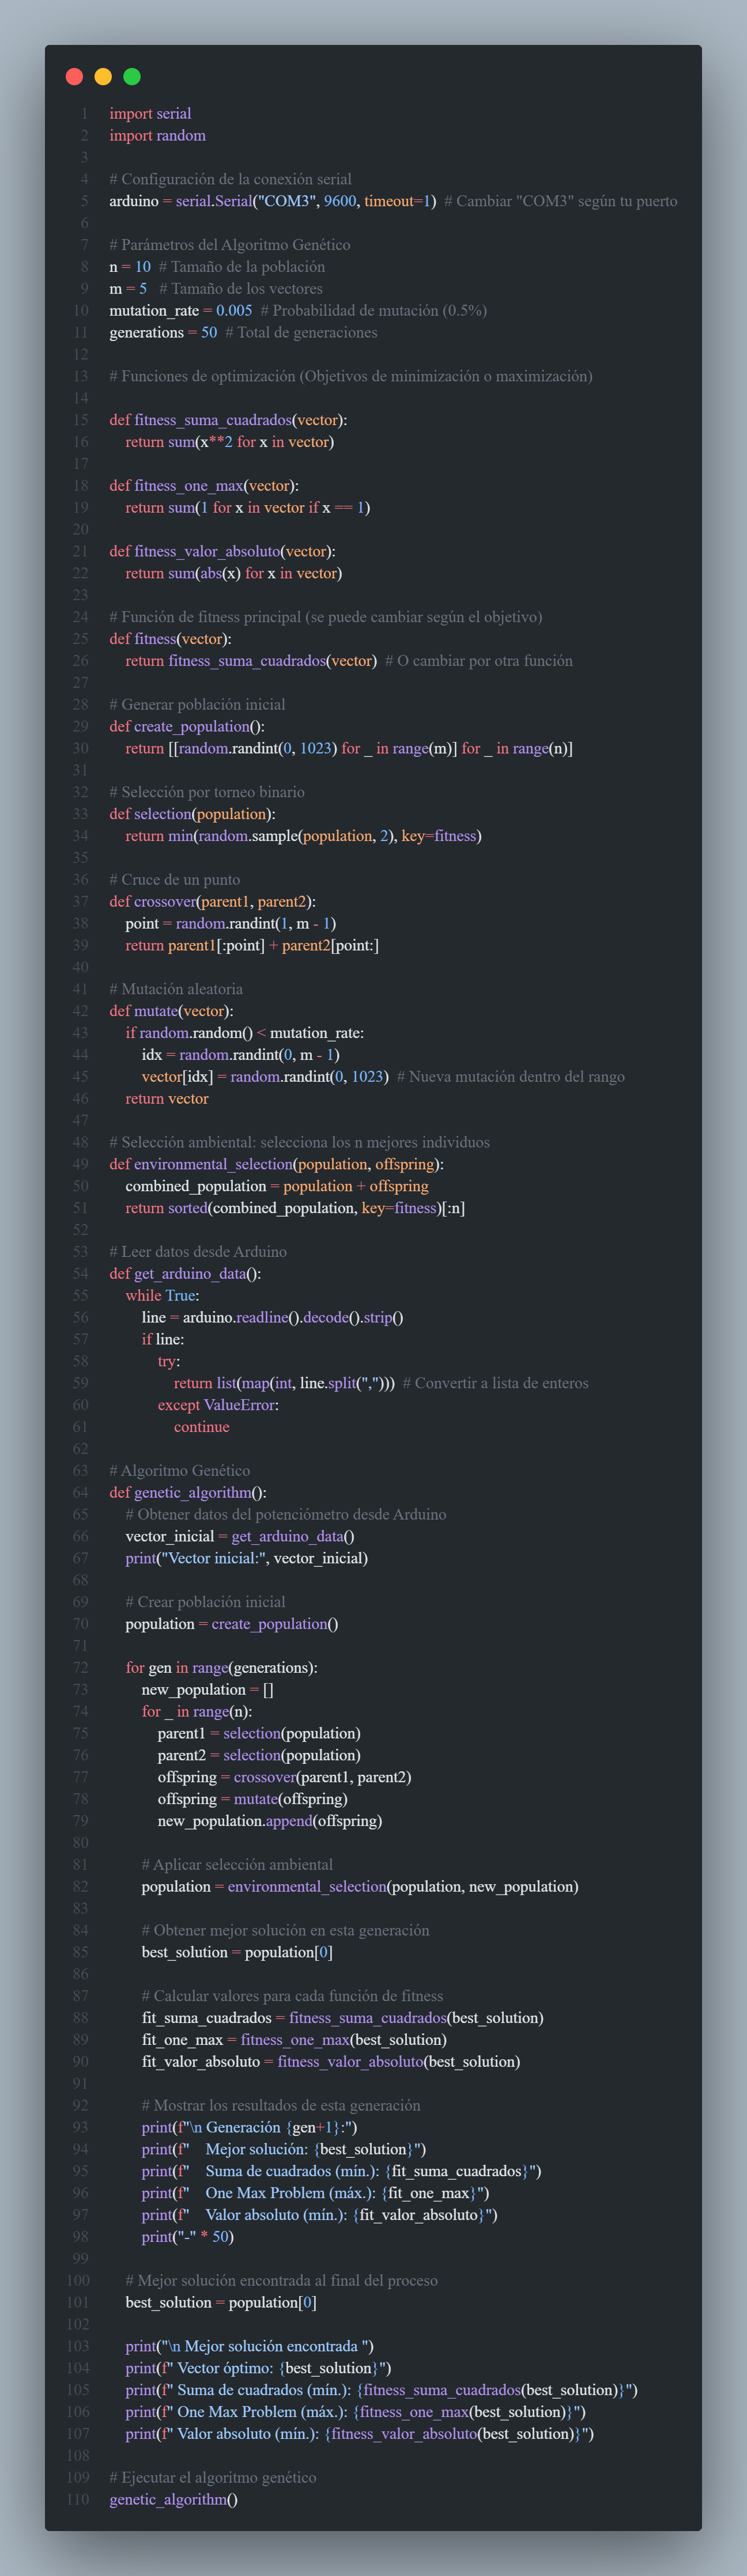 1 import serial
2 import random
3
4 # Configuración de la conexión serial
5 arduino = serial.Serial("COM3", 9600, timeout=1)  # Cambiar "COM3" según tu puerto
6
7 # Parámetros del Algoritmo Genético
8 n = 10  # Tamaño de la población
9 m = 5   # Tamaño de los vectores
10 mutation_rate = 0.005  # Probabilidad de mutación (0.5%)
11 generations = 50  # Total de generaciones
12
13 # Funciones de optimización (Objetivos de minimización o maximización)
14
15 def fitness_suma_cuadrados(vector):
16     return sum(x**2 for x in vector)
17
18 def fitness_one_max(vector):
19     return sum(1 for x in vector if x == 1)
20
21 def fitness_valor_absoluto(vector):
22     return sum(abs(x) for x in vector)
23
24 # Función de fitness principal (se puede cambiar según el objetivo)
25 def fitness(vector):
26     return fitness_suma_cuadrados(vector)  # O cambiar por otra función
27
28 # Generar población inicial
29 def create_population():
30     return [[random.randint(0, 1023) for _ in range(m)] for _ in range(n)]
31
32 # Selección por torneo binario
33 def selection(population):
34     return min(random.sample(population, 2), key=fitness)
35
36 # Cruce de un punto
37 def crossover(parent1, parent2):
38     point = random.randint(1, m - 1)
39     return parent1[:point] + parent2[point:]
40
41 # Mutación aleatoria
42 def mutate(vector):
43     if random.random() < mutation_rate:
44         idx = random.randint(0, m - 1)
45         vector[idx] = random.randint(0, 1023)  # Nueva mutación dentro del rango
46     return vector
47
48 # Selección ambiental: selecciona los n mejores individuos
49 def environmental_selection(population, offspring):
50     combined_population = population + offspring
51     return sorted(combined_population, key=fitness)[:n]
52
53 # Leer datos desde Arduino
54 def get_arduino_data():
55     while True:
56         line = arduino.readline().decode().strip()
57         if line:
58             try:
59                 return list(map(int, line.split(",")))  # Convertir a lista de enteros
60             except ValueError:
61                 continue
62
63 # Algoritmo Genético
64 def genetic_algorithm():
65     # Obtener datos del potenciómetro desde Arduino
66     vector_inicial = get_arduino_data()
67     print("Vector inicial:", vector_inicial)
68
69     # Crear población inicial
70     population = create_population()
71
72     for gen in range(generations):
73         new_population = []
74         for _ in range(n):
75             parent1 = selection(population)
76             parent2 = selection(population)
77             offspring = crossover(parent1, parent2)
78             offspring = mutate(offspring)
79             new_population.append(offspring)
80
81         # Aplicar selección ambiental
82         population = environmental_selection(population, new_population)
83
84         # Obtener mejor solución en esta generación
85         best_solution = population[0]
86
87         # Calcular valores para cada función de fitness
88         fit_suma_cuadrados = fitness_suma_cuadrados(best_solution)
89         fit_one_max = fitness_one_max(best_solution)
90         fit_valor_absoluto = fitness_valor_absoluto(best_solution)
91
92         # Mostrar los resultados de esta generación
93         print(f"\n Generación {gen+1}:")
94         print(f"    Mejor solución: {best_solution}")
95         print(f"    Suma de cuadrados (mín.): {fit_suma_cuadrados}")
96         print(f"    One Max Problem (máx.): {fit_one_max}")
97         print(f"    Valor absoluto (mín.): {fit_valor_absoluto}")
98         print("-" * 50)
99
100     # Mejor solución encontrada al final del proceso
101     best_solution = population[0]
102
103     print("\n Mejor solución encontrada ")
104     print(f" Vector óptimo: {best_solution}")
105     print(f" Suma de cuadrados (mín.): {fitness_suma_cuadrados(best_solution)}")
106     print(f" One Max Problem (máx.): {fitness_one_max(best_solution)}")
107     print(f" Valor absoluto (mín.): {fitness_valor_absoluto(best_solution)}")
108
109 # Ejecutar el algoritmo genético
110 genetic_algorithm()